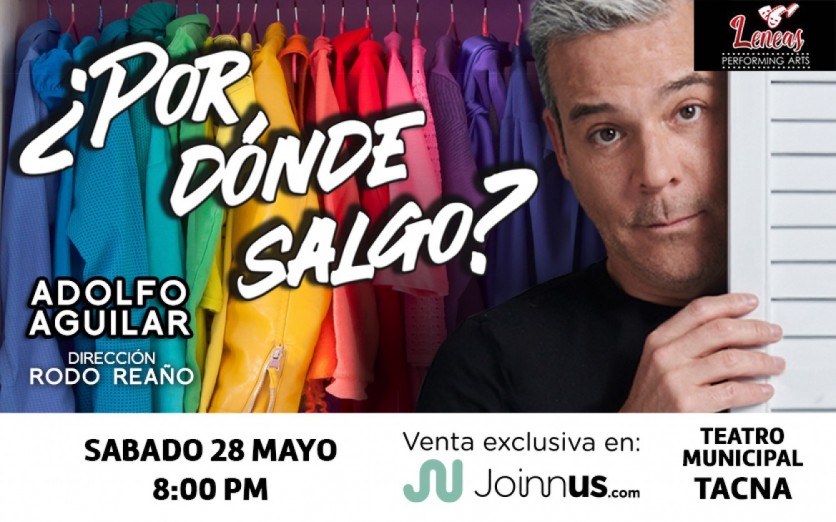 Leneas
PERFORMING ARTS
¿POR
DÓNDE
SALGO?
ADOLFO
AGUILAR
DIRECCIÓN
RODO REAÑO
SABADO 28 MAYO
8:00 PM
Venta exclusiva en:
Joinnus.com
TEATRO
MUNICIPAL
TACNA